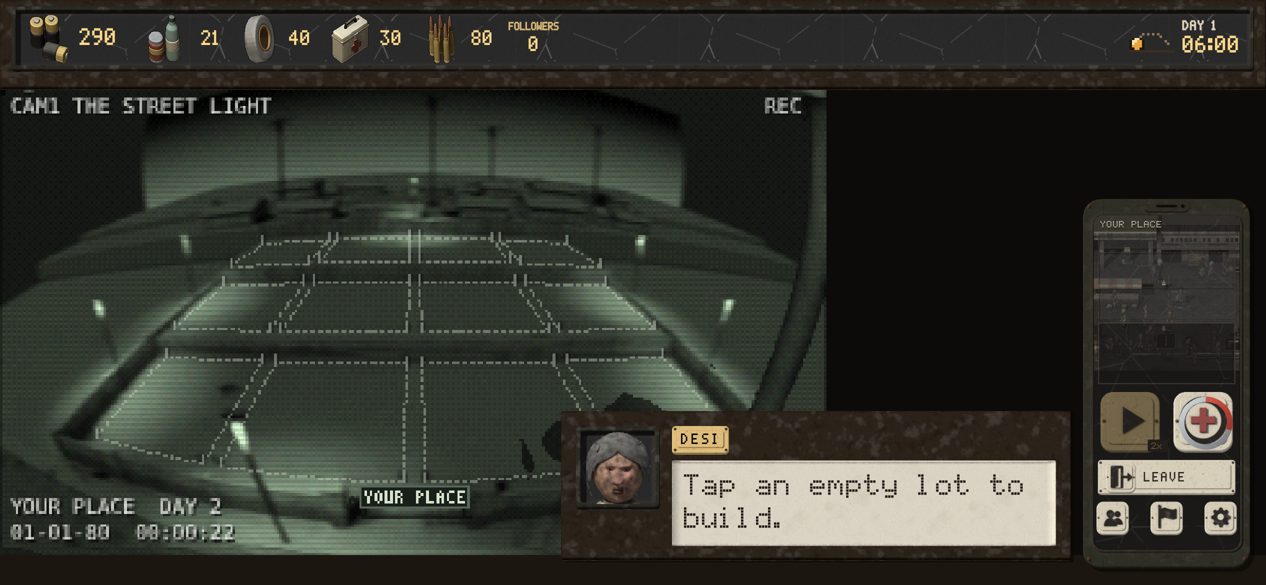 290
21
40
30
80
FOLLOWERS
0
DAY 1
06:00
CAM1 THE STREET LIGHT
REC
YOUR PLACE
2x
LEAVE
DESI
Tap an empty lot to
build.
YOUR PLACE
YOUR PLACE DAY 2
01-01-80 00:00:22